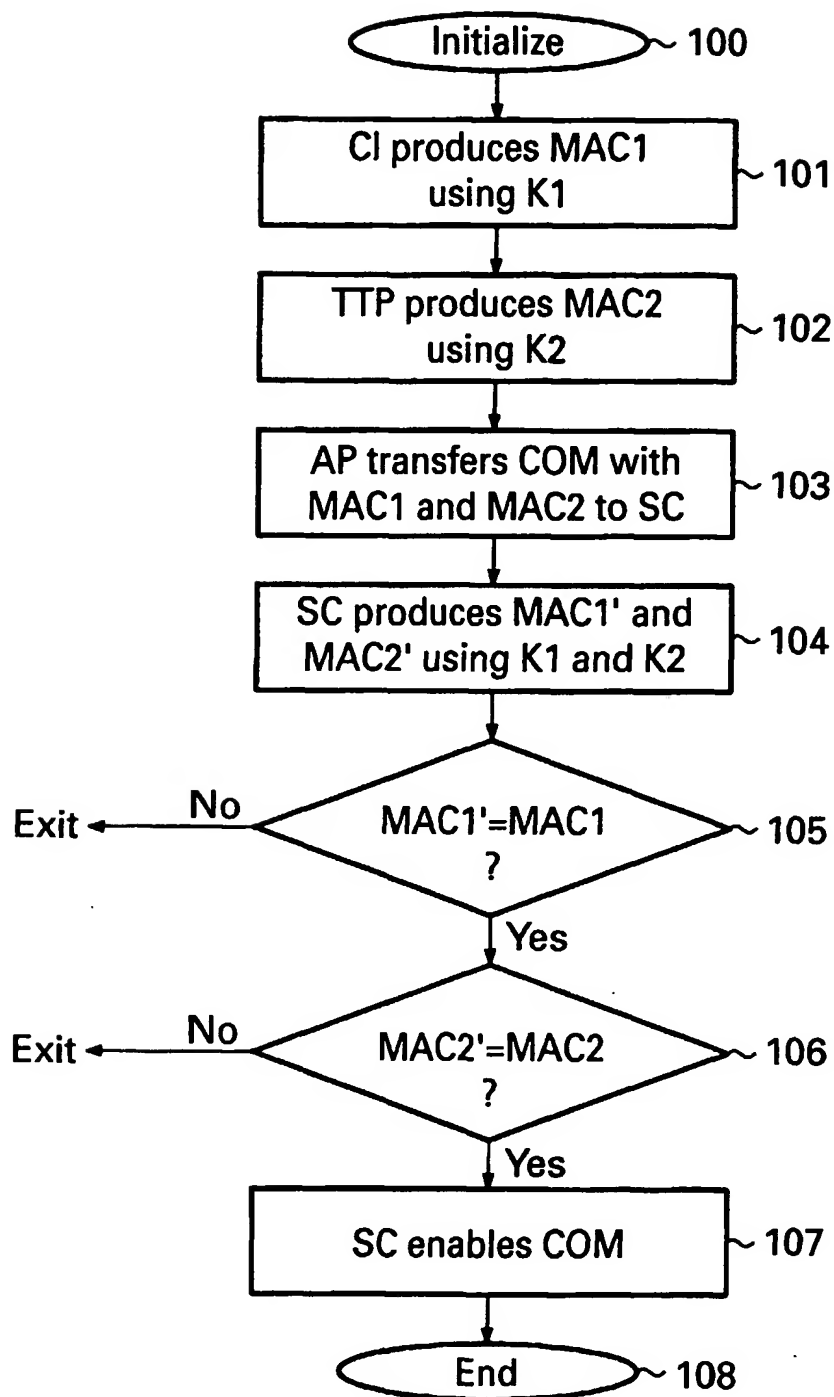 Initialize
100
CI produces MAC1
using K1
101
TTP produces MAC2
using K2
102
AP transfers COM with
MAC1 and MAC2 to SC
103
SC produces MAC1' and
MAC2' using K1 and K2
104
Exit
No
MAC1'=MAC1
?
105
Yes
Exit
No
MAC2'=MAC2
?
106
Yes
SC enables COM
107
End
108